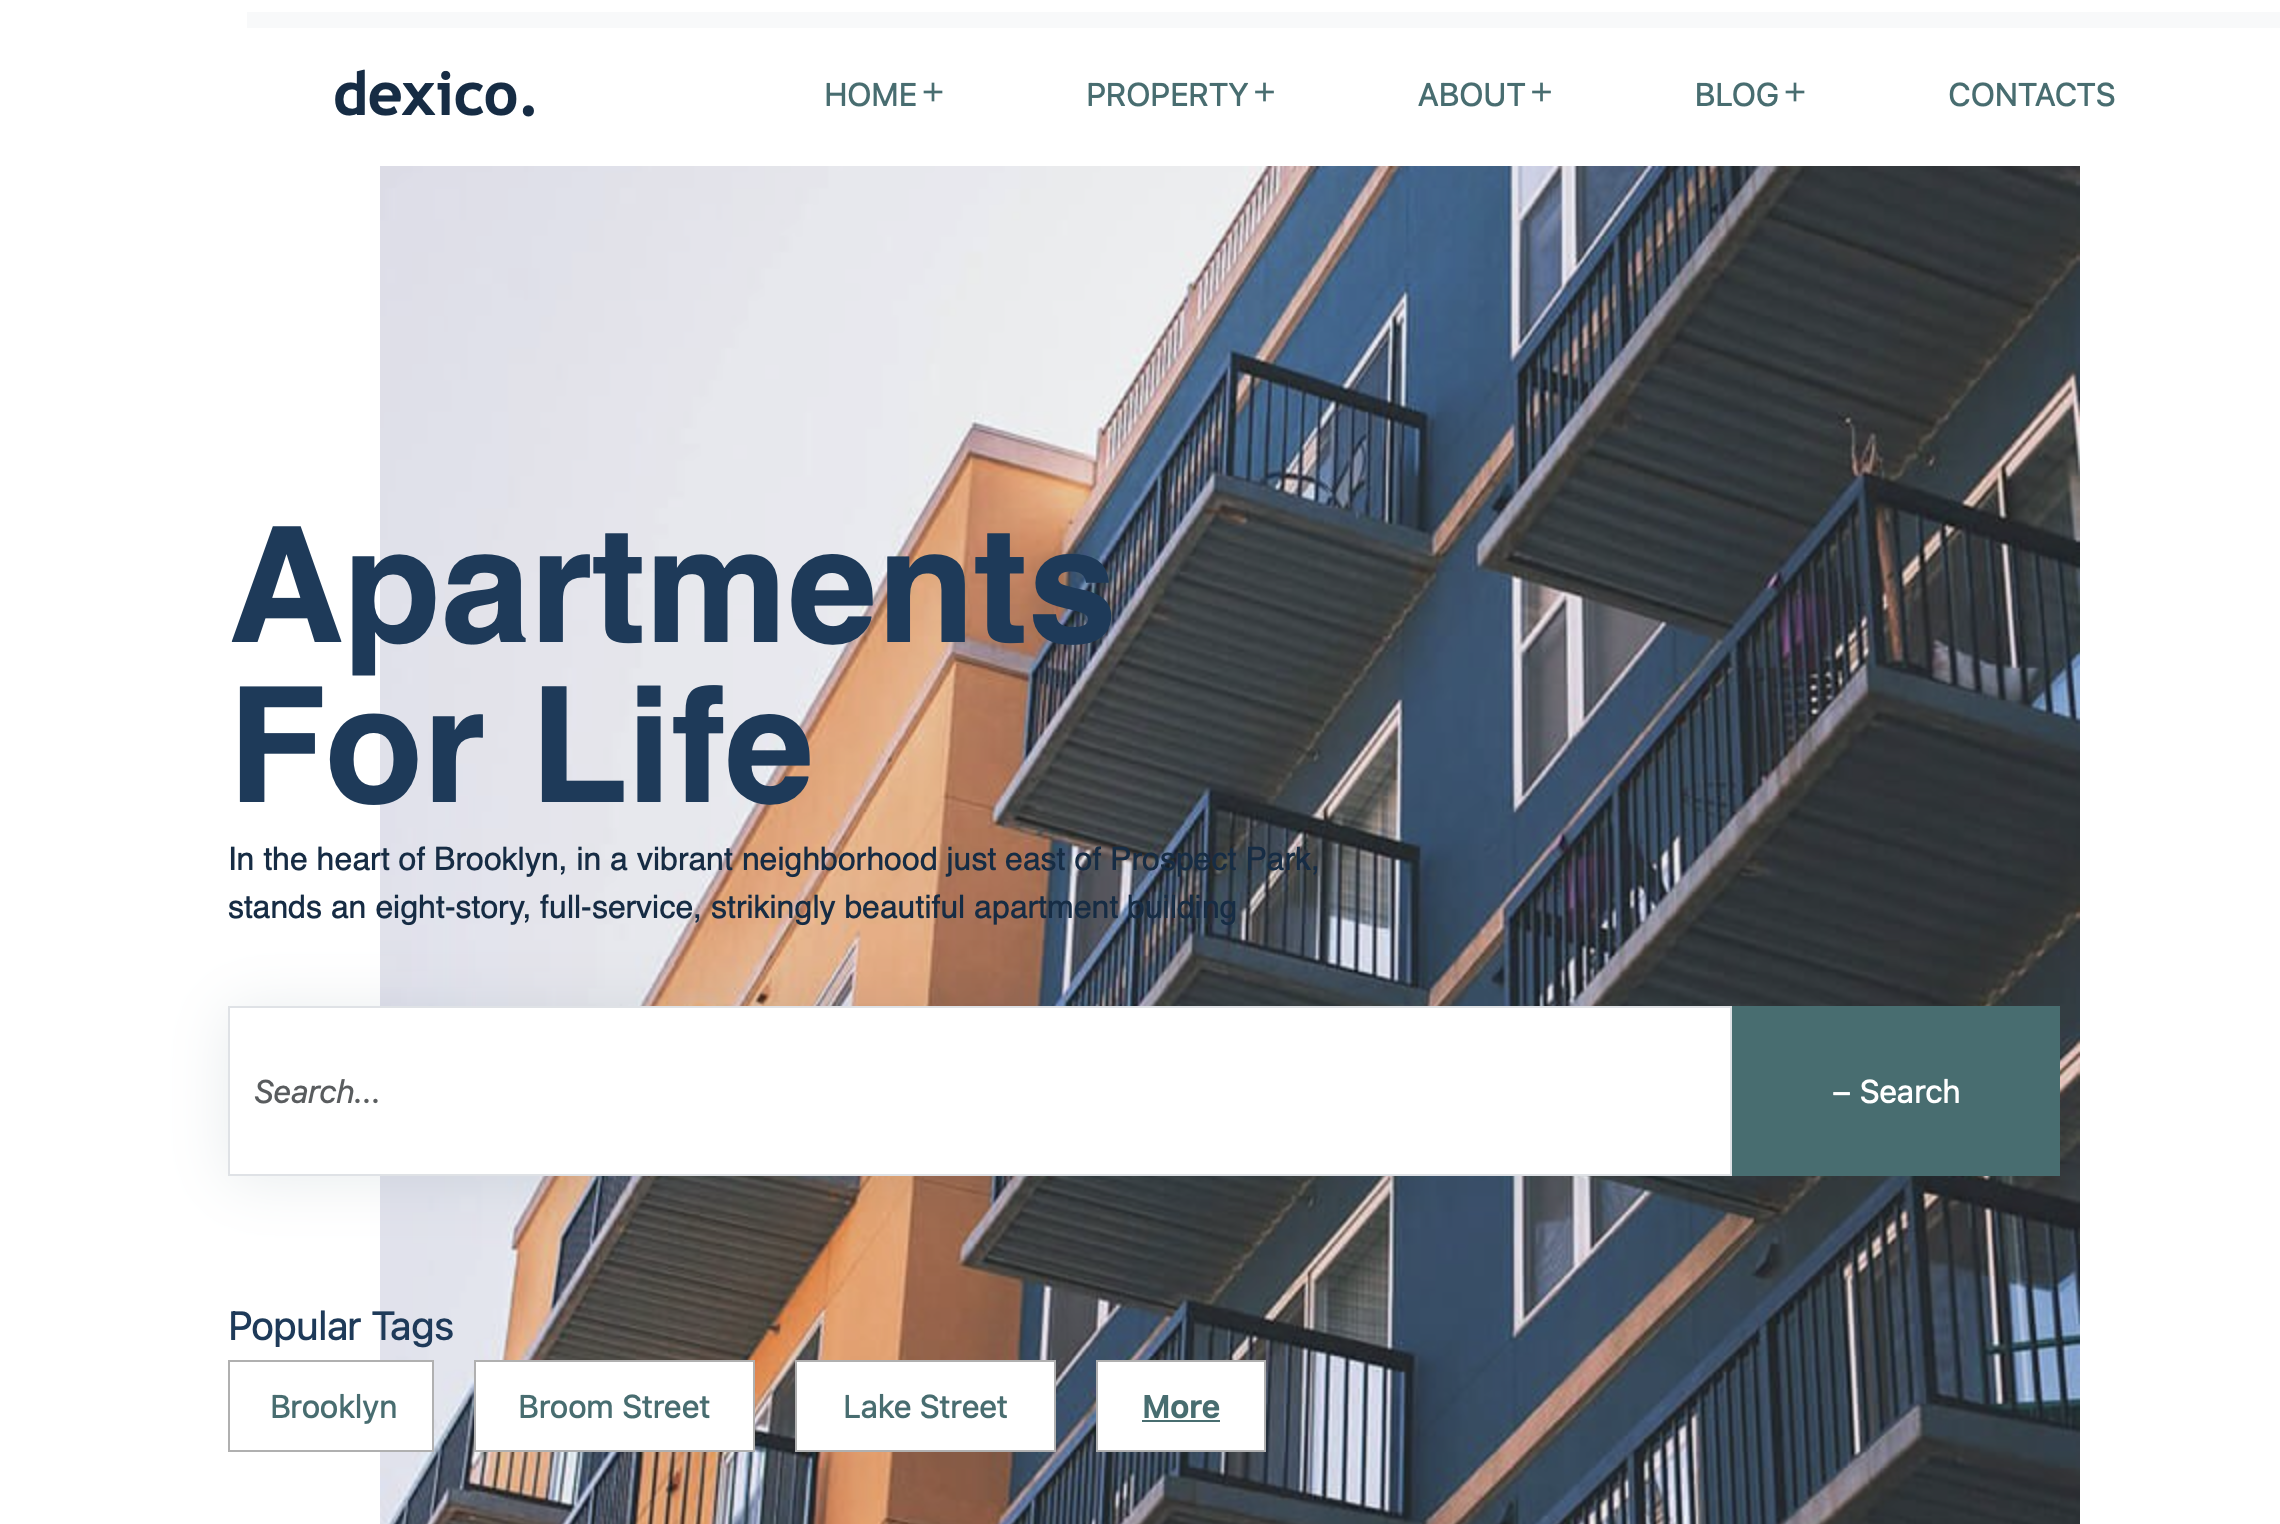 dexico.
HOME + PROPERTY + ABOUT + BLOG + CONTACTS
Apartments
For Life
In the heart of Brooklyn, in a vibrant neighborhood just east of Prospect Park,
stands an eight-story, full-service, strikingly beautiful apartment building
Search...
– Search
Popular Tags
Brooklyn
Broom Street
Lake Street
More